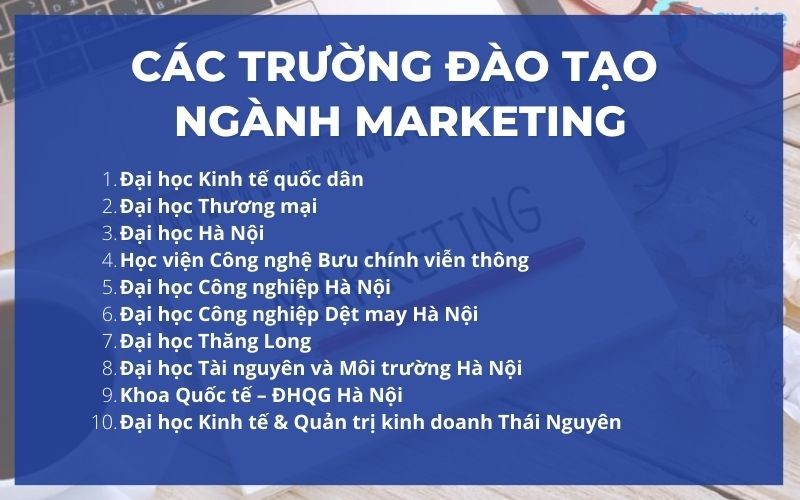 CÁC TRƯỜNG ĐÀO TẠO
NGÀNH MARKETING
1. Đại học Kinh tế quốc dân
2. Đại học Thương mại
3. Đại học Hà Nội
4. Học viện Công nghệ Bưu chính viễn thông
5. Đại học Công nghiệp Hà Nội
6. Đại học Công nghiệp Dệt may Hà Nội
7. Đại học Thăng Long
8. Đại học Tài nguyên và Môi trường Hà Nội
9. Khoa Quốc tế – ĐHQG Hà Nội
10. Đại học Kinh tế & Quản trị kinh doanh Thái Nguyên
MARKETING